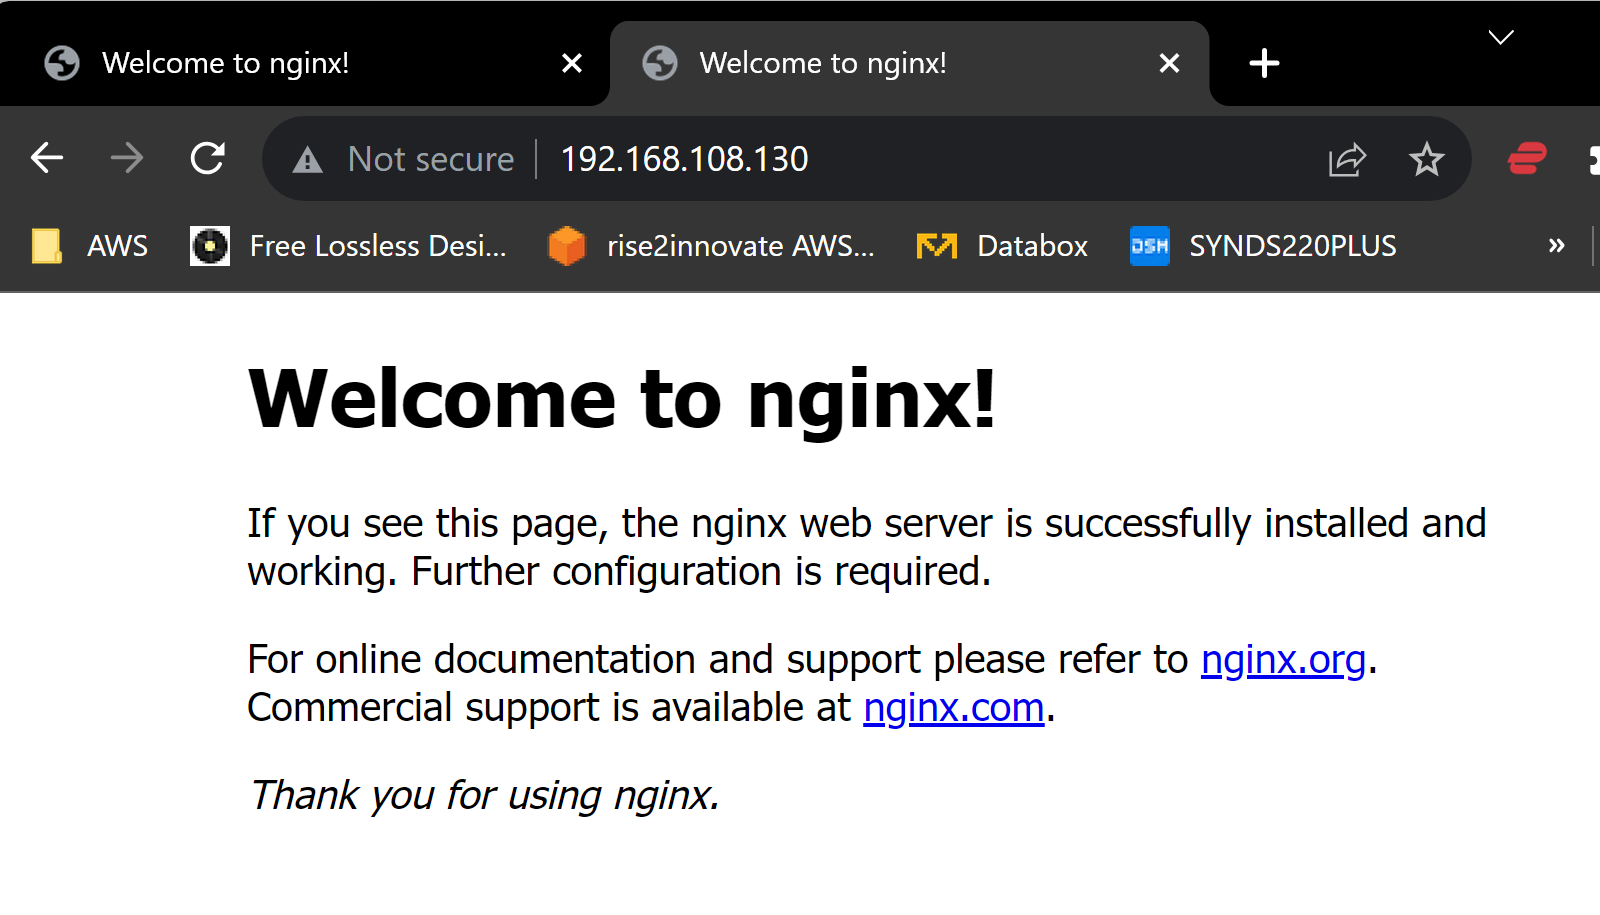 Welcome to nginx!
Welcome to nginx!
Not secure 192.168.108.130
AWS Free Lossless Desi... rise2innovate AWS... Databox DSM SYNDS220PLUS »
Welcome to nginx!
If you see this page, the nginx web server is successfully installed and
working. Further configuration is required.
For online documentation and support please refer to nginx.org.
Commercial support is available at nginx.com.
Thank you for using nginx.